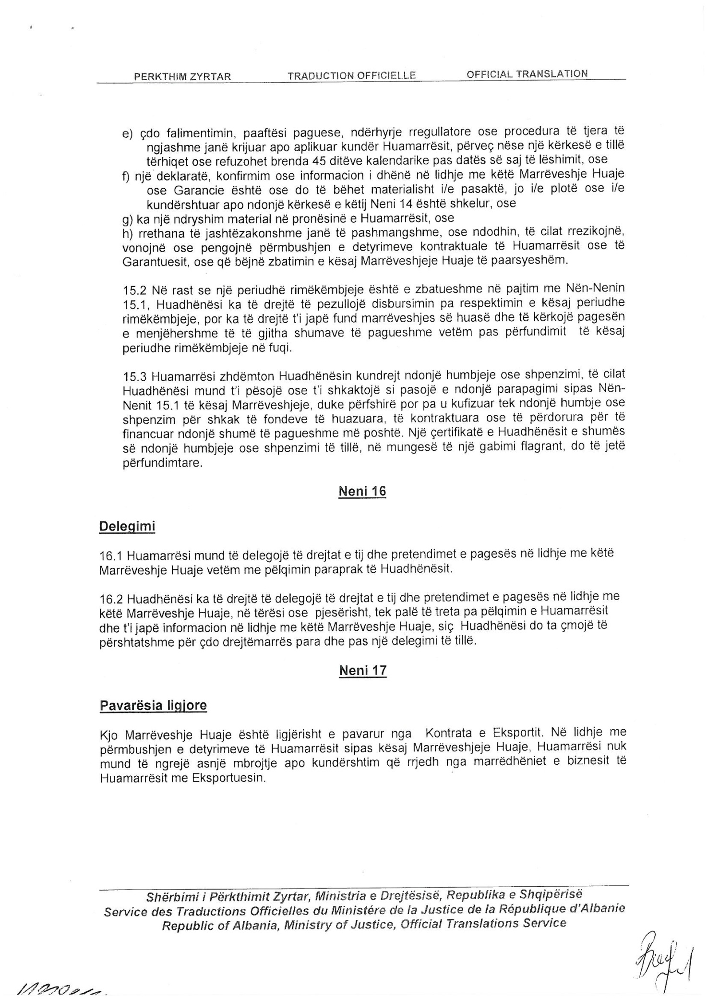 PERKTHIM ZYRTAR TRADUCTION OFFICIELLE OFFICIAL TRANSLATION
e) çdo falimentimin, paaftësi paguese, ndërhyrje rregullatore ose procedura të tjera të
ngjashme janë krijuar apo aplikuar kundër Huamarrësit, përveç nëse një kërkesë e tillë
tërhiqet ose refuzohet brenda 45 ditëve kalendarike pas datës së saj të lëshimit, ose
f) një deklaratë, konfirmim ose informacion i dhënë në lidhje me këtë Marrëveshje Huaje
ose Garancie është ose do të bëhet materialisht i/e pasaktë, jo i/e plotë ose i/e
kundërshtuar apo ndonjë kërkesë e këtij Neni 14 është shkelur, ose
g) ka një ndryshim material në pronësinë e Huamarrësit, ose
h) rrethana të jashtëzakonshme janë të pashmangshme, ose ndodhin, të cilat rrezikojnë,
vonojnë ose pengojnë përmbushjen e detyrimeve kontraktuale të Huamarrësit ose të
Garantuesit, ose që bëjnë zbatimin e kësaj Marrëveshjeje Huaje të paarsyeshëm.
15.2 Në rast se një periudhë rimëkëmbjeje është e zbatueshme në pajtim me Nën-Nenin
15.1, Huadhënësi ka të drejtë të pezullojë disbursimin pa respektimin e kësaj periudhe
rimëkëmbjeje, por ka të drejtë t'i japë fund marrëveshjes së huasë dhe të kërkojë pagesën
e menjëhershme të të gjitha shumave të pagueshme vetëm pas përfundimit të kësaj
periudhe rimëkëmbjeje në fuqi.
15.3 Huamarrësi zhdëmton Huadhënësin kundrejt ndonjë humbjeje ose shpenzimi, të cilat
Huadhënësi mund t'i pësojë ose t'i shkaktojë si pasojë e ndonjë parapagimi sipas Nën-
Nenit 15.1 të kësaj Marrëveshjeje, duke përfshirë por pa u kufizuar tek ndonjë humbje ose
shpenzim për shkak të fondeve të huazuara, të kontraktuara ose të përdorura për të
financuar ndonjë shumë të pagueshme më poshtë. Një çertifikatë e Huadhënësit e shumës
së ndonjë humbjeje ose shpenzimi të tillë, në mungesë të një gabimi flagrant, do të jetë
përfundimtare.
Neni 16
Delegimi
16.1 Huamarrësi mund të delegojë të drejtat e tij dhe pretendimet e pagesës në lidhje me këtë
Marrëveshje Huaje vetëm me pëlqimin paraprak të Huadhënësit.
16.2 Huadhënësi ka të drejtë të delegojë të drejtat e tij dhe pretendimet e pagesës në lidhje me
këtë Marrëveshje Huaje, në tërësi ose pjesërisht, tek palë të treta pa pëlqimin e Huamarrësit
dhe t'i japë informacion në lidhje me këtë Marrëveshje Huaje, siç Huadhënësi do ta çmojë të
përshtatshme për çdo drejtëmarrës para dhe pas një delegimi të tillë.
Neni 17
Pavarësia ligjore
Kjo Marrëveshje Huaje është ligjërisht e pavarur nga Kontrata e Eksportit. Në lidhje me
përmbushjen e detyrimeve të Huamarrësit sipas kësaj Marrëveshjeje Huaje, Huamarrësi nuk
mund të ngrejë asnjë mbrojtje apo kundërshtim që rrjedh nga marrëdhëniet e biznesit të
Huamarrësit me Eksportuesin.
Shërbimi i Përkthimit Zyrtar, Ministria e Drejtësisë, Republika e Shqipërisë
Service des Traductions Officielles du Ministére de la Justice de la République d'Albanie
Republic of Albania, Ministry of Justice, Official Translations Service